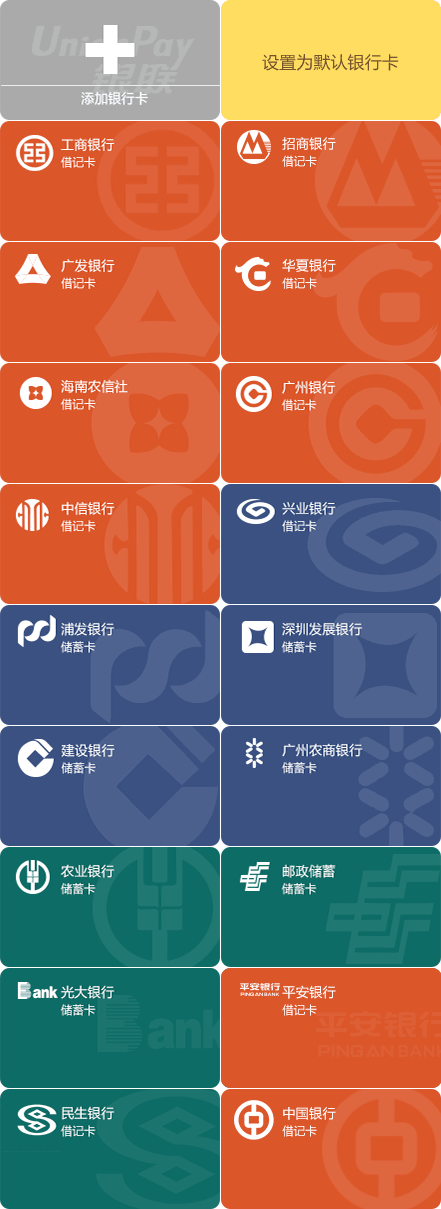 UnionPay
银联
添加银行卡
设置为默认银行卡
工商银行
借记卡
招商银行
借记卡
广发银行
借记卡
华夏银行
借记卡
海南农信社
借记卡
广州银行
借记卡
中信银行
借记卡
兴业银行
借记卡
浦发银行
储蓄卡
深圳发展银行
储蓄卡
建设银行
储蓄卡
广州农商银行
储蓄卡
农业银行
储蓄卡
邮政储蓄
储蓄卡
Bank
光大银行
储蓄卡
Bank
平安银行
PING AN BANK
平安银行
借记卡
平安银行
PING AN BANK
民生银行
借记卡
中国银行
借记卡